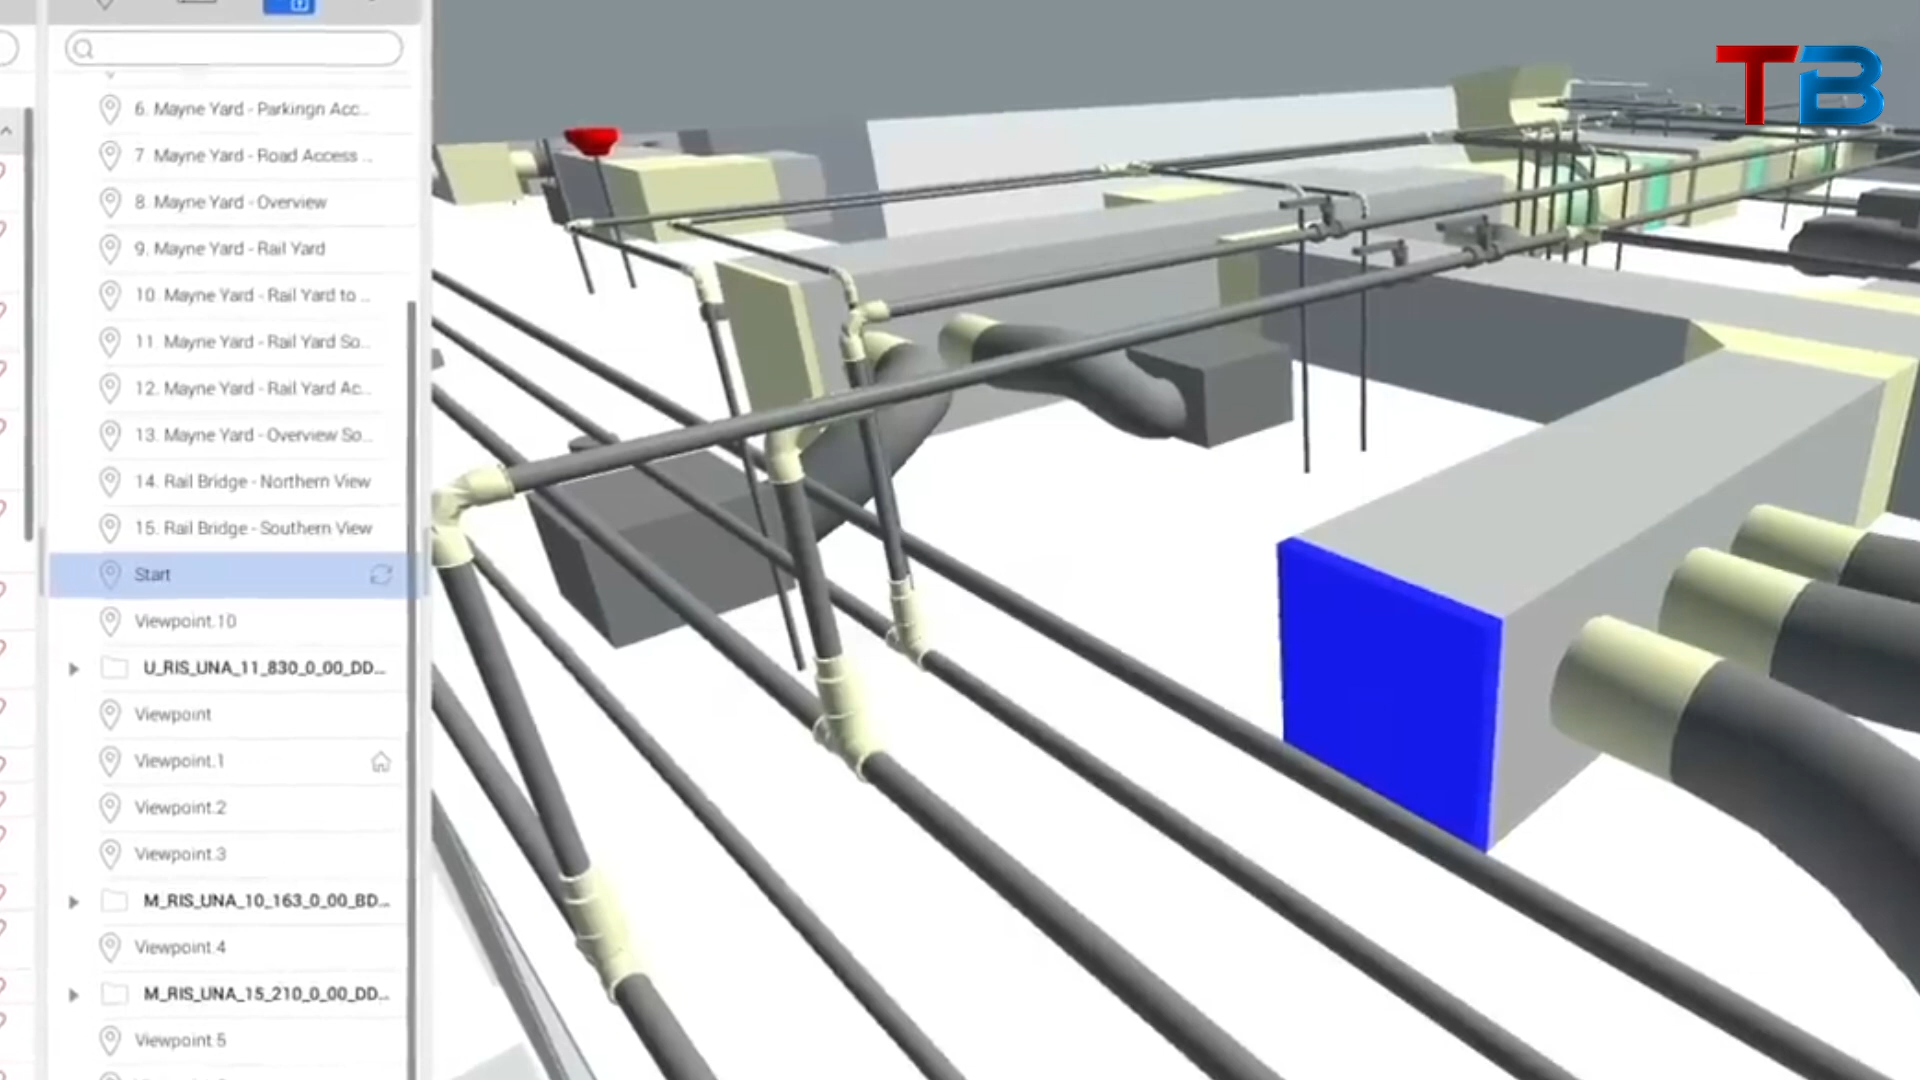 TB
6. Mayne Yard - Parkingn Acc...
7. Mayne Yard - Road Access ...
8. Mayne Yard - Overview
9. Mayne Yard - Rail Yard
10. Mayne Yard - Rail Yard to ...
11. Mayne Yard - Rail Yard So...
12. Mayne Yard - Rail Yard Ac...
13. Mayne Yard - Overview So...
14. Rail Bridge - Northern View
15. Rail Bridge - Southern View
Start
Viewpoint.10
U_RIS_UNA_11_830_0_00_DD...
Viewpoint
Viewpoint.1
Viewpoint.2
Viewpoint.3
M_RIS_UNA_10_163_0_00_BD...
Viewpoint.4
M_RIS_UNA_15_210_0_00_DD...
Viewpoint.5